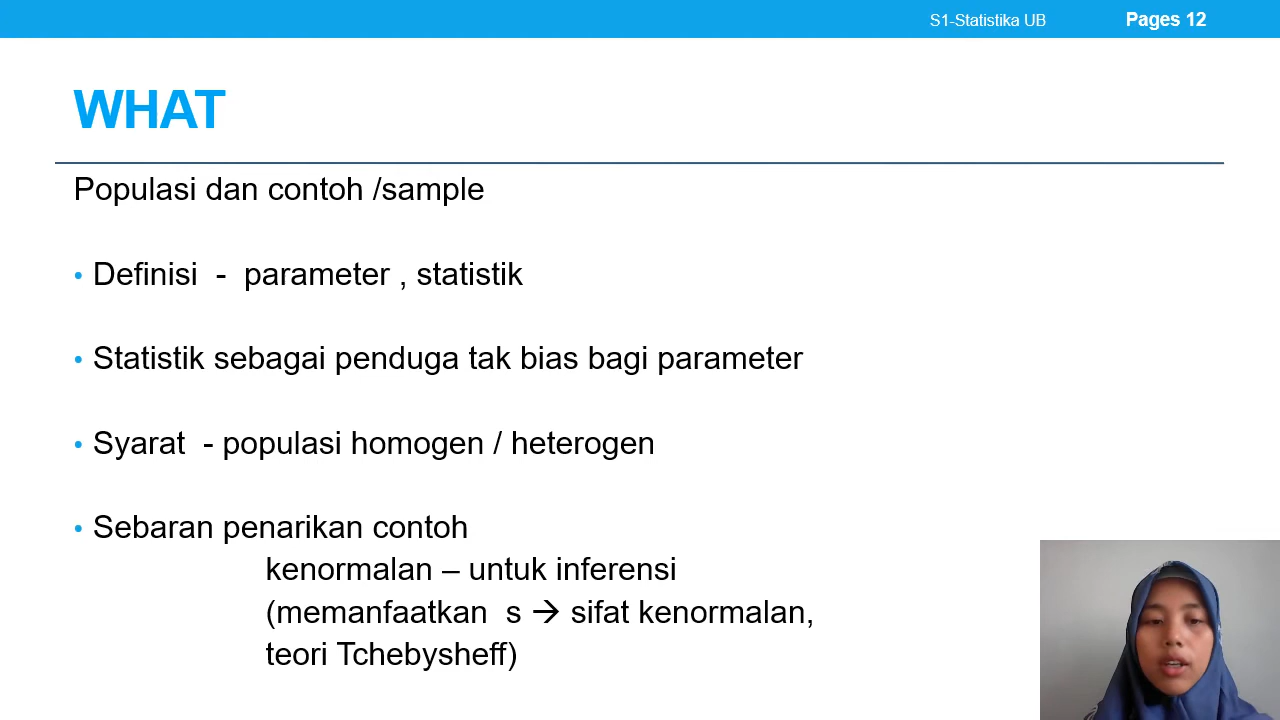 S1-Statistika UB
Pages 12
WHAT
Populasi dan contoh /sample
• Definisi - parameter , statistik
• Statistik sebagai penduga tak bias bagi parameter
• Syarat - populasi homogen / heterogen
• Sebaran penarikan contoh
kenormalan – untuk inferensi
(memanfaatkan s → sifat kenormalan,
teori Tchebysheff)